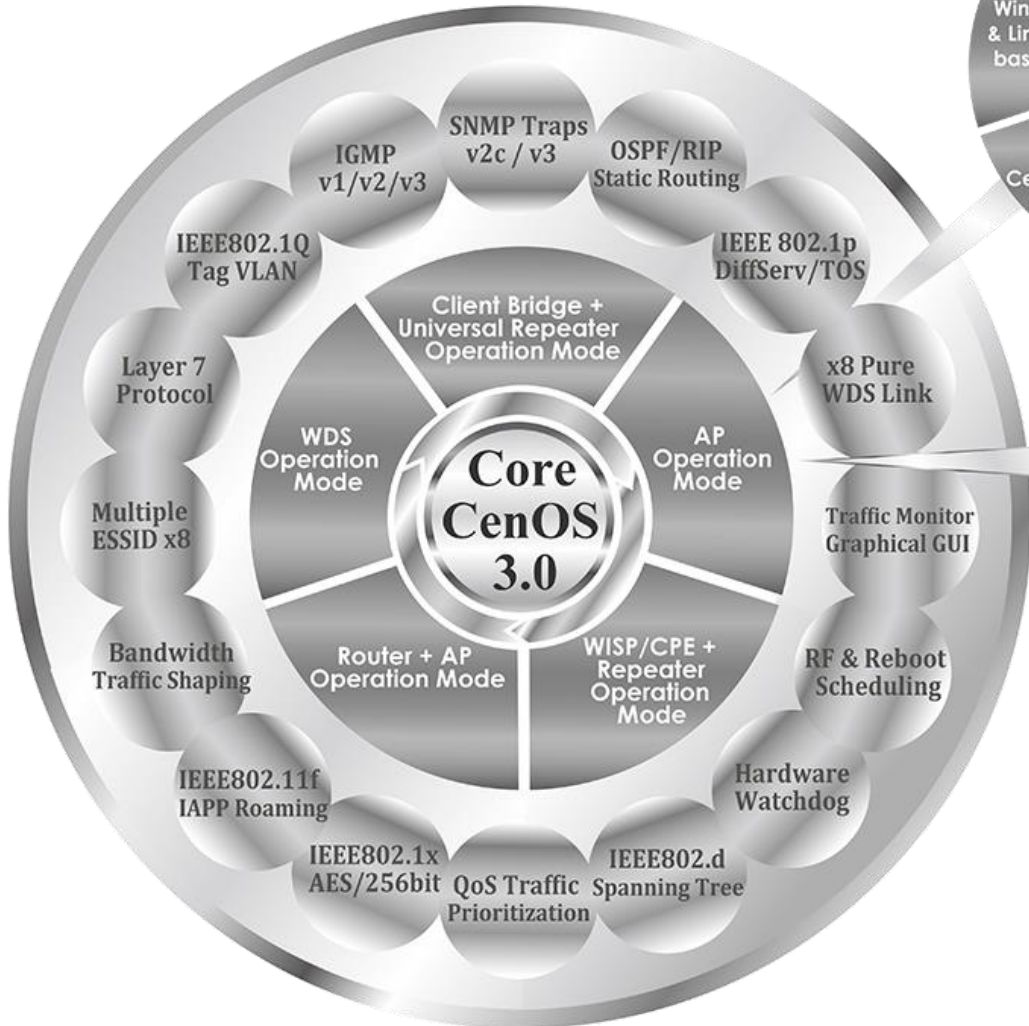 SNMP Traps
v2c / v3
OSPF/RIP
Static Routing
IEEE 802.1p
DiffServ/TOS
x8 Pure
WDS Link
Traffic Monitor
Graphical GUI
RF & Reboot
Scheduling
Hardware
Watchdog
IEEE802.d
Spanning Tree
QoS Traffic
Prioritization
IEEE802.1x
AES/256bit
IEEE802.11f
IAPP Roaming
Bandwidth
Traffic Shaping
Multiple
ESSID x8
Layer 7
Protocol
IEEE802.1Q
Tag VLAN
IGMP
v1/v2/v3
Client Bridge +
Universal Repeater
Operation Mode
AP
Operation
Mode
WISP/CPE +
Repeater
Operation
Mode
Router + AP
Operation Mode
WDS
Operation
Mode
Core
CenOS
3.0
&